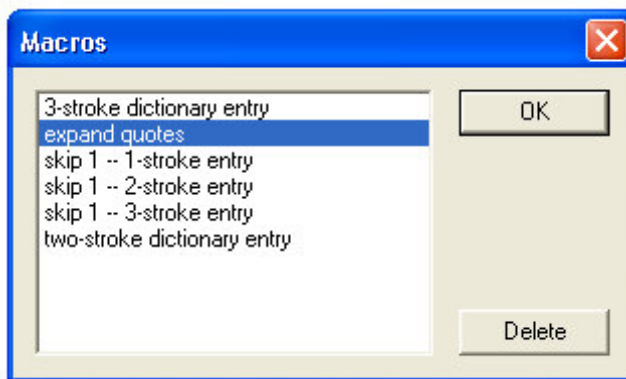 Macros
3-stroke dictionary entry
expand quotes
skip 1 -- 1-stroke entry
skip 1 -- 2-stroke entry
skip 1 -- 3-stroke entry
two-stroke dictionary entry
OK
Delete